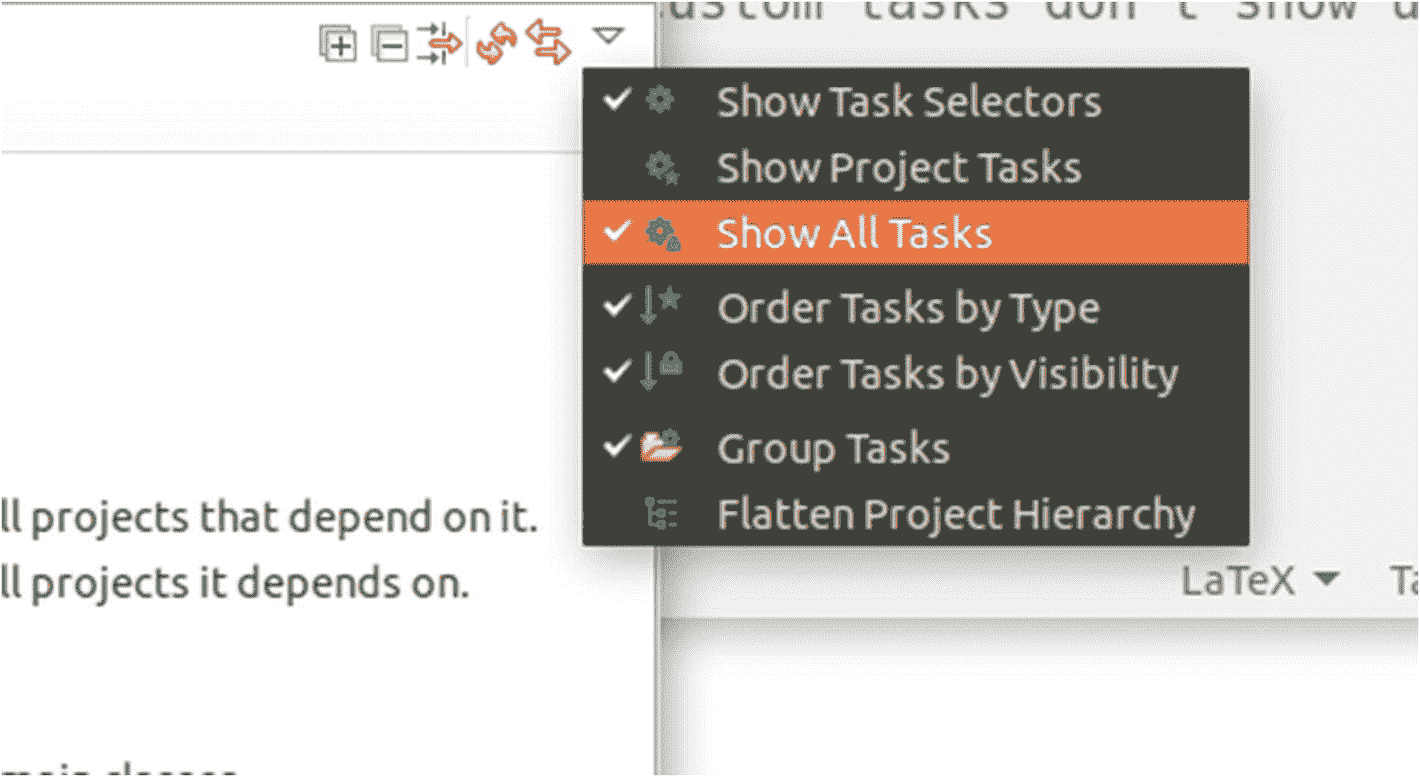 ustom tasks don't show u
Show Task Selectors
Show Project Tasks
Show All Tasks
Order Tasks by Type
Order Tasks by Visibility
Group Tasks
Flatten Project Hierarchy
ll projects that depend on it.
ll projects it depends on.
LaTeX Ta
main classes